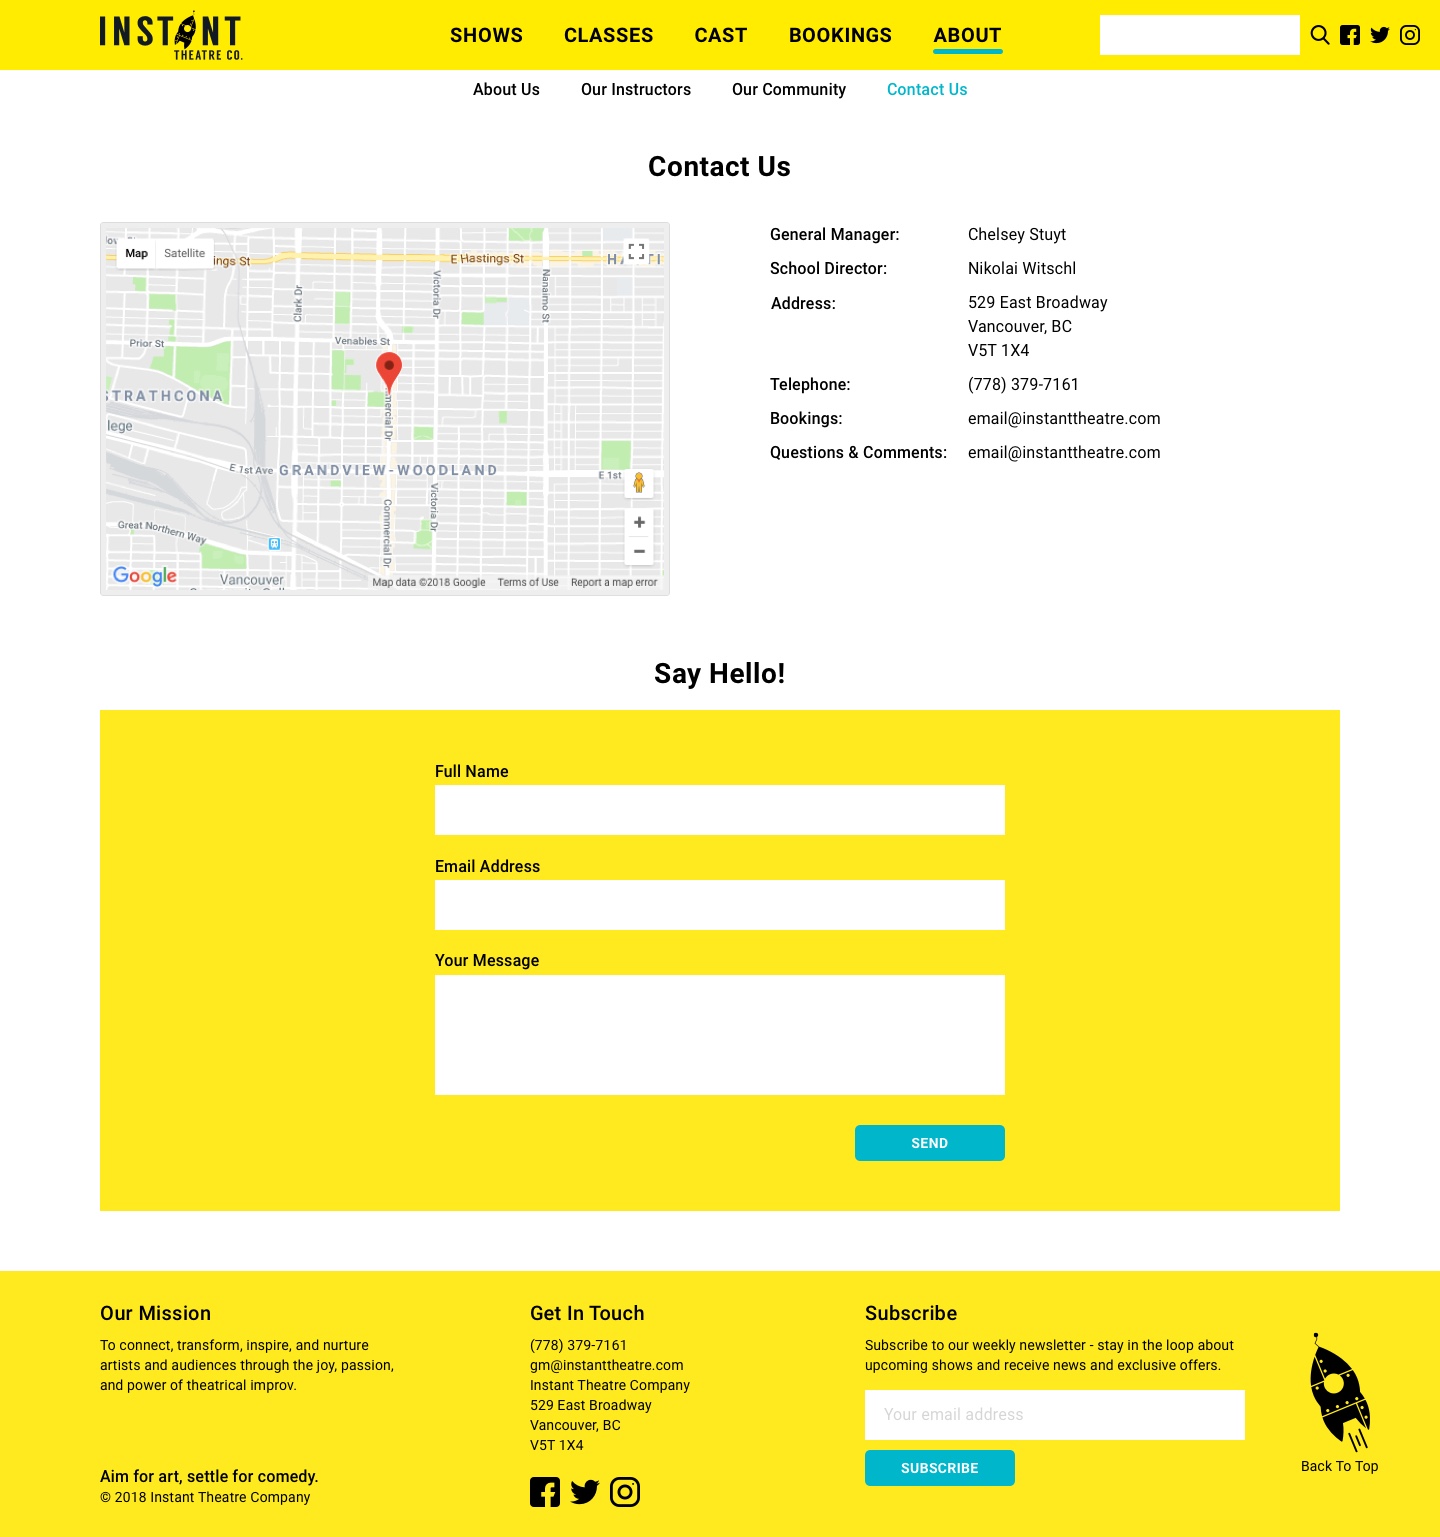 INSTANT
THEATRE CO.
SHOWS CLASSES CAST BOOKINGS ABOUT
About Us Our Instructors Our Community Contact Us
Contact Us
Map Satellite
ings St
E Hastings St
Clark Dr
Victoria Dr
Nanaimo St
Prior St
Venables St
STRATHCONA
lege
mercial Dr
E 1st Ave
GRANDVIEW-WOODLAND
E 1st
Great Northern Way
Commercial Dr
Victoria Dr
Google
Vancouver
Map data ©2018 Google Terms of Use Report a map error
General Manager: Chelsey Stuyt
School Director: Nikolai Witschl
Address: 529 East Broadway
Vancouver, BC
V5T 1X4
Telephone: (778) 379-7161
Bookings: email@instanttheatre.com
Questions & Comments: email@instanttheatre.com
Say Hello!
Full Name
Email Address
Your Message
SEND
Our Mission
To connect, transform, inspire, and nurture
artists and audiences through the joy, passion,
and power of theatrical improv.
Aim for art, settle for comedy.
© 2018 Instant Theatre Company
Get In Touch
(778) 379-7161
gm@instanttheatre.com
Instant Theatre Company
529 East Broadway
Vancouver, BC
V5T 1X4
Subscribe
Subscribe to our weekly newsletter - stay in the loop about
upcoming shows and receive news and exclusive offers.
Your email address
SUBSCRIBE
Back To Top